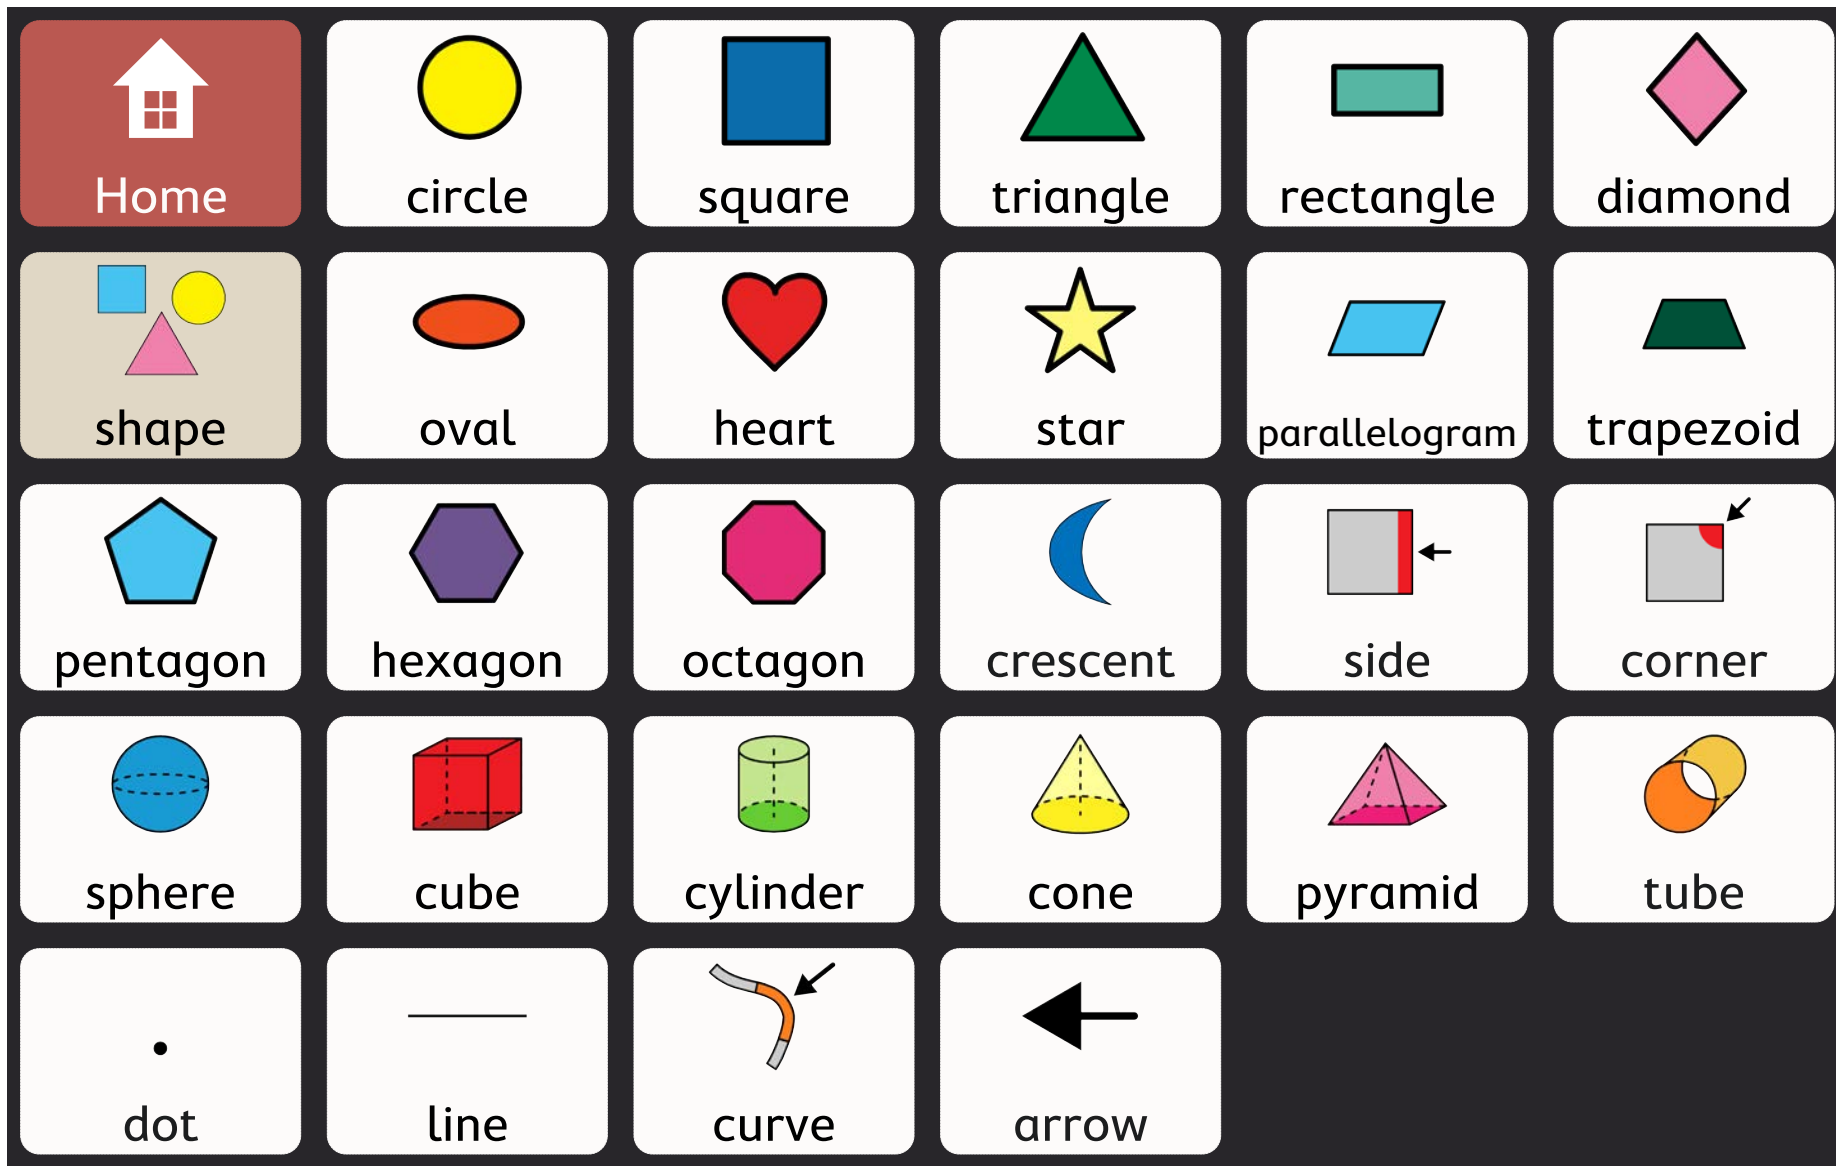 Home
circle
square
triangle
rectangle
diamond
shape
oval
heart
star
parallelogram
trapezoid
pentagon
hexagon
octagon
crescent
side
corner
sphere
cube
cylinder
cone
pyramid
tube
dot
line
curve
arrow